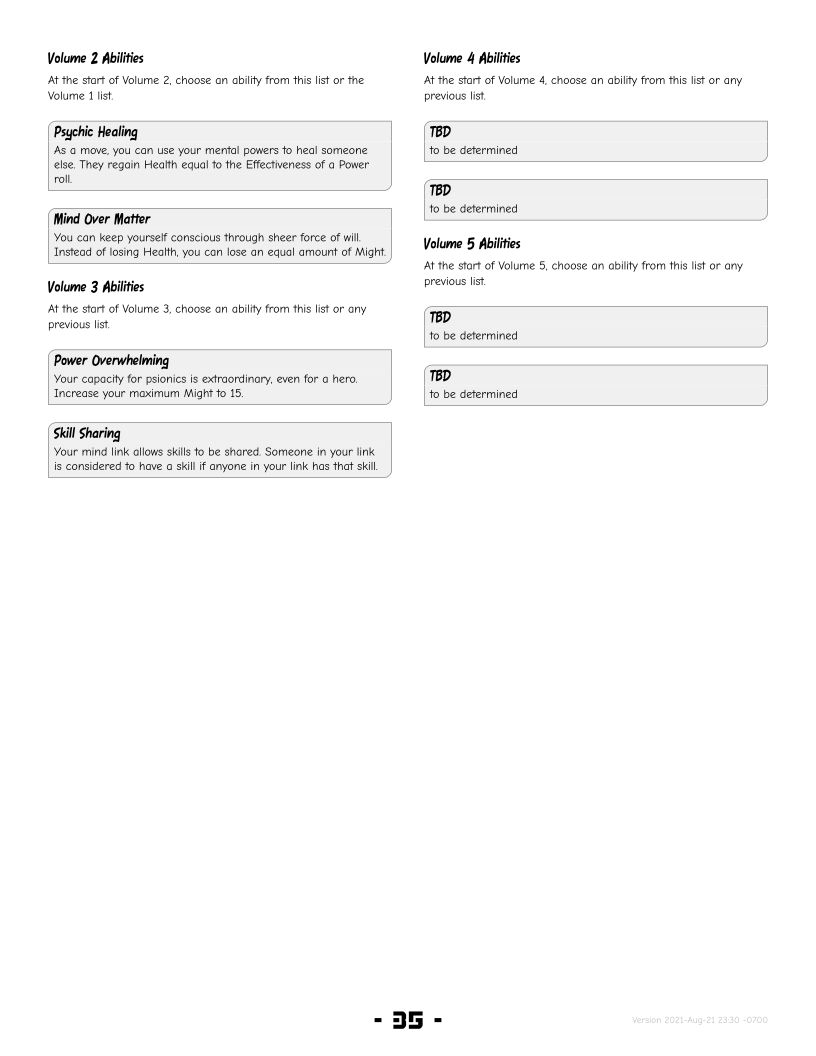 Volume 2 Abilities
At the start of Volume 2, choose an ability from this list or the
Volume 1 list.
Psychic Healing
As a move, you can use your mental powers to heal someone
else. They regain Health equal to the Effectiveness of a Power
roll.
Mind Over Matter
You can keep yourself conscious through sheer force of will.
Instead of losing Health, you can lose an equal amount of Might.
Volume 3 Abilities
At the start of Volume 3, choose an ability from this list or any
previous list.
Power Overwhelming
Your capacity for psionics is extraordinary, even for a hero.
Increase your maximum Might to 15.
Skill Sharing
Your mind link allows skills to be shared. Someone in your link
is considered to have a skill if anyone in your link has that skill.
Volume 4 Abilities
At the start of Volume 4, choose an ability from this list or any
previous list.
TBD
to be determined
TBD
to be determined
Volume 5 Abilities
At the start of Volume 5, choose an ability from this list or any
previous list.
TBD
to be determined
TBD
to be determined
- 35 -
Version 2021-Aug-21 23:30 -0700